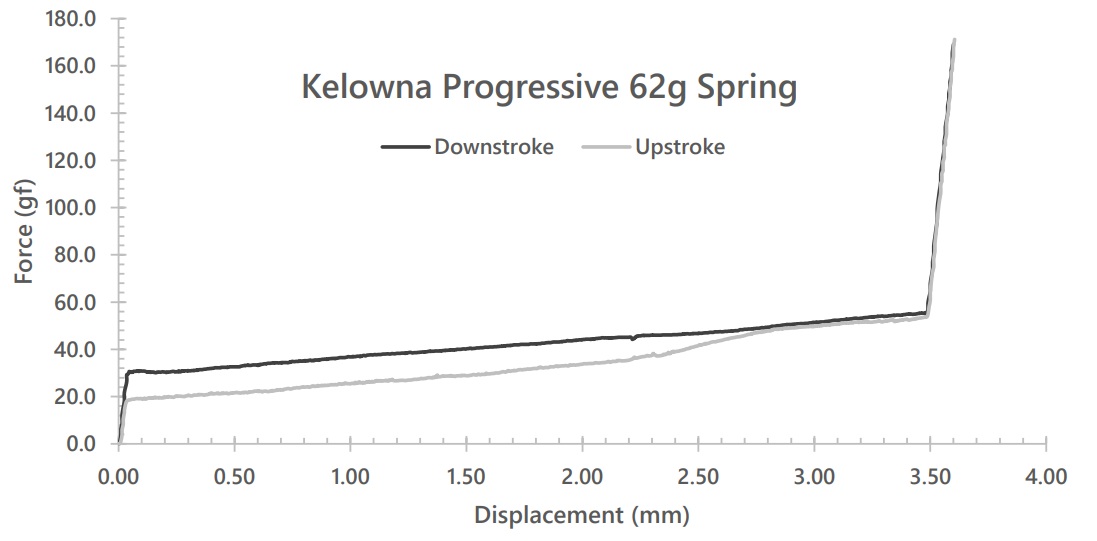 Kelowna Progressive 62g Spring
Downstroke Upstroke
Force (gf)
180.0
160.0
140.0
120.0
100.0
80.0
60.0
40.0
20.0
0.0
0.00 0.50 1.00 1.50 2.00 2.50 3.00 3.50 4.00
Displacement (mm)